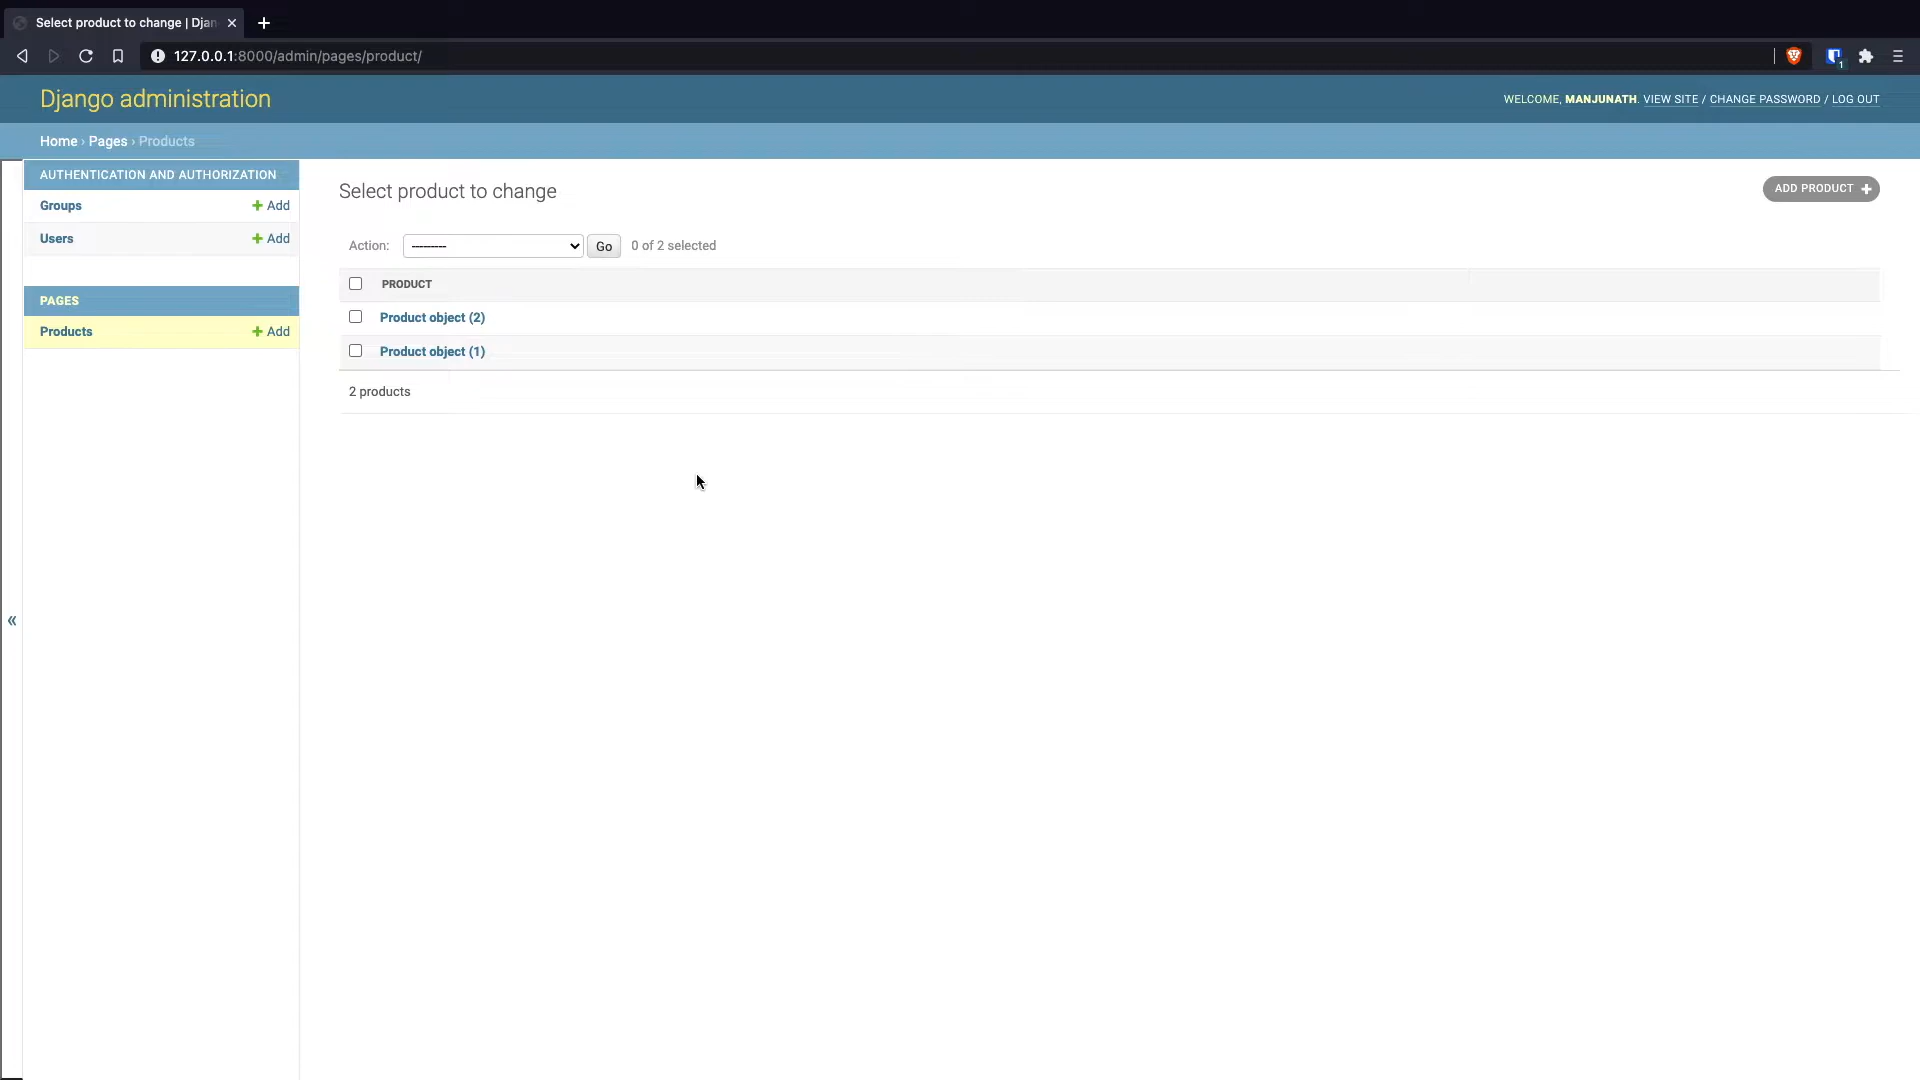 Select product to change | Djan
127.0.0.1:8000/admin/pages/product/
1
Django administration
WELCOME, MANJUNATH. VIEW SITE / CHANGE PASSWORD / LOG OUT
Home › Pages › Products
AUTHENTICATION AND AUTHORIZATION
Groups + Add
Users + Add
PAGES
Products + Add
«
Select product to change
ADD PRODUCT +
Action: --------- Go 0 of 2 selected
PRODUCT
Product object (2)
Product object (1)
2 products